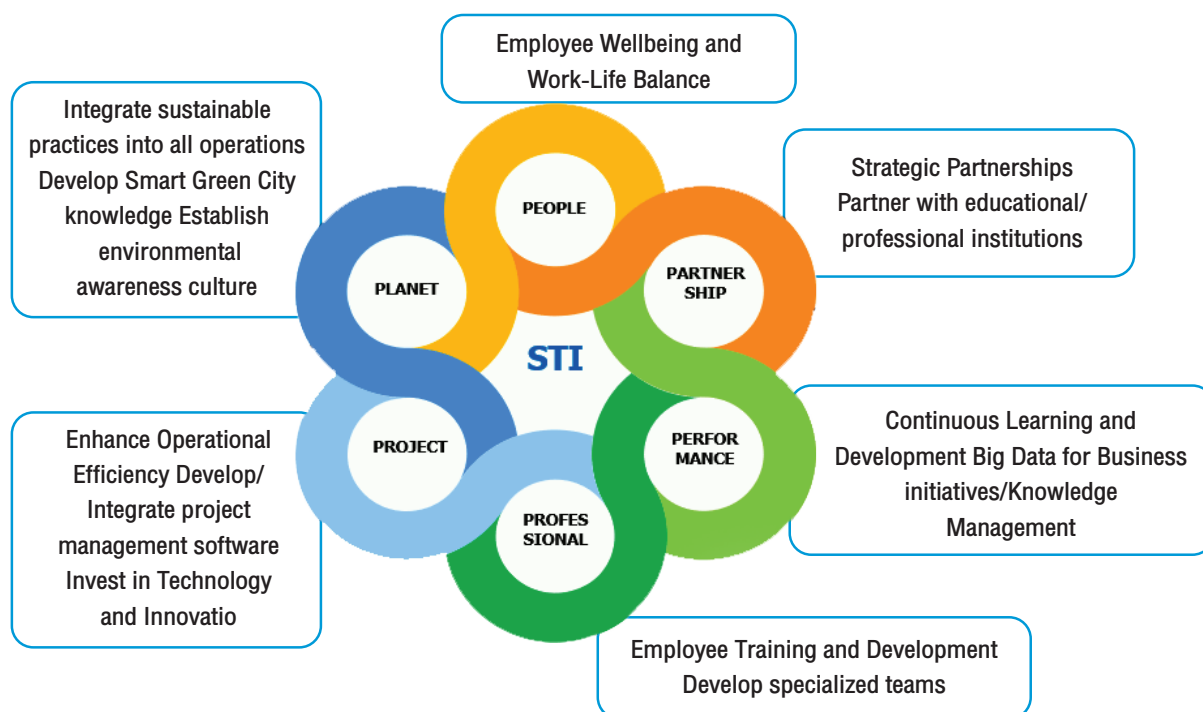 Employee Wellbeing and
Work-Life Balance
Integrate sustainable
practices into all operations
Develop Smart Green City
knowledge Establish
environmental
awareness culture
Strategic Partnerships
Partner with educational/
professional institutions
PEOPLE
PLANET
PARTNER
SHIP
STI
PROJECT
PERFOR
MANCE
PROFES
SIONAL
Enhance Operational
Efficiency Develop/
Integrate project
management software
Invest in Technology
and Innovatio
Continuous Learning and
Development Big Data for Business
initiatives/Knowledge
Management
Employee Training and Development
Develop specialized teams